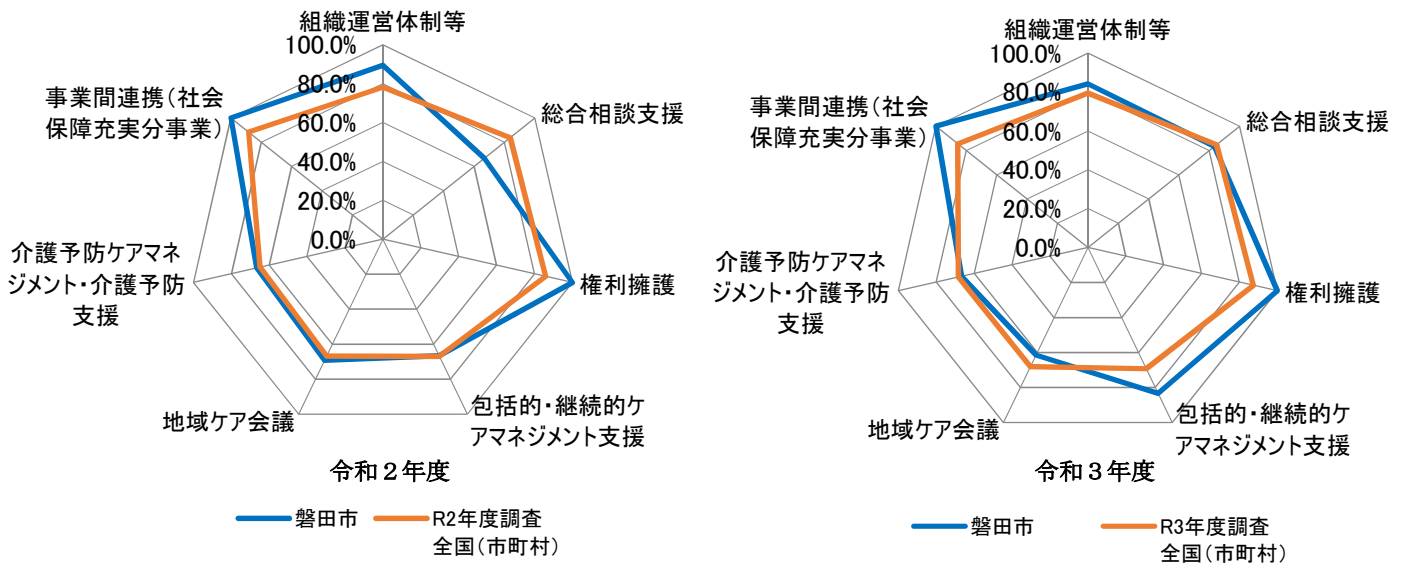 組織運営体制等
100.0%
80.0%
60.0%
40.0%
20.0%
0.0%
事業間連携(社会
保障充実分事業)
総合相談支援
介護予防ケアマネ
ジメント・介護予防
支援
権利擁護
地域ケア会議
包括的・継続的ケ
アマネジメント支援
令和2年度
磐田市
R2年度調査
全国(市町村)
組織運営体制等
100.0%
80.0%
60.0%
40.0%
20.0%
0.0%
事業間連携(社会
保障充実分事業)
総合相談支援
介護予防ケアマネ
ジメント・介護予防
支援
権利擁護
地域ケア会議
包括的・継続的ケ
アマネジメント支援
令和3年度
磐田市
R3年度調査
全国(市町村)